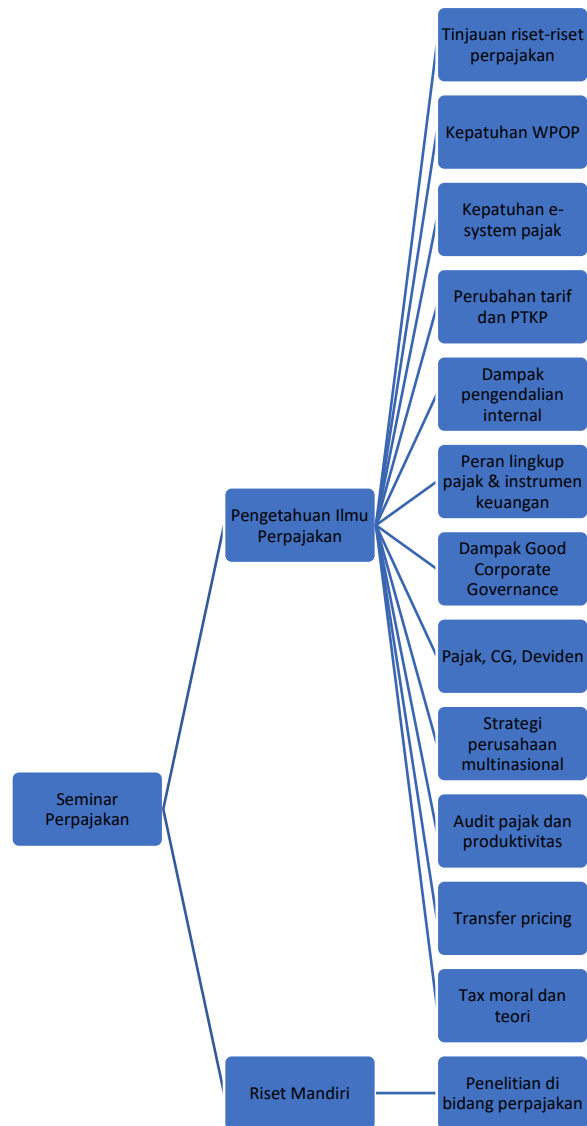 Seminar
Perpajakan
Pengetahuan Ilmu
Perpajakan
Tinjauan riset-riset
perpajakan
Kepatuhan WPOP
Kepatuhan e-
system pajak
Perubahan tarif
dan PTKP
Dampak
pengendalian
internal
Peran lingkup
pajak & instrumen
keuangan
Dampak Good
Corporate
Governance
Pajak, CG, Deviden
Strategi
perusahaan
multinasional
Audit pajak dan
produktivitas
Transfer pricing
Tax moral dan
teori
Riset Mandiri
Penelitian di
bidang perpajakan